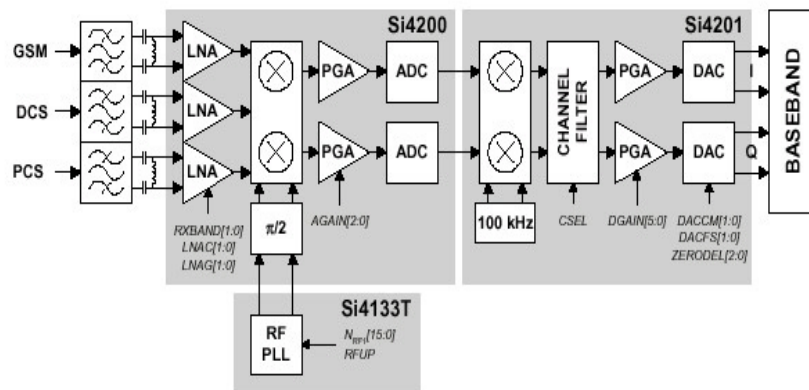 Si4200
Si4201
GSM
DCS
PCS
LNA
LNA
LNA
PGA
ADC
PGA
ADC
CHANNEL
FILTER
PGA
DAC
I
PGA
DAC
Q
BASEBAND
RXBAND[1:0]
LNAC[1:0]
LNAG[1:0]
π/2
AGAIN[2:0]
100 kHz
CSEL
DGAIN[5:0]
DACCM[1:0]
DACFS[1:0]
ZERODEL[2:0]
Si4133T
RF
PLL
NRF1[15:0]
RFUP